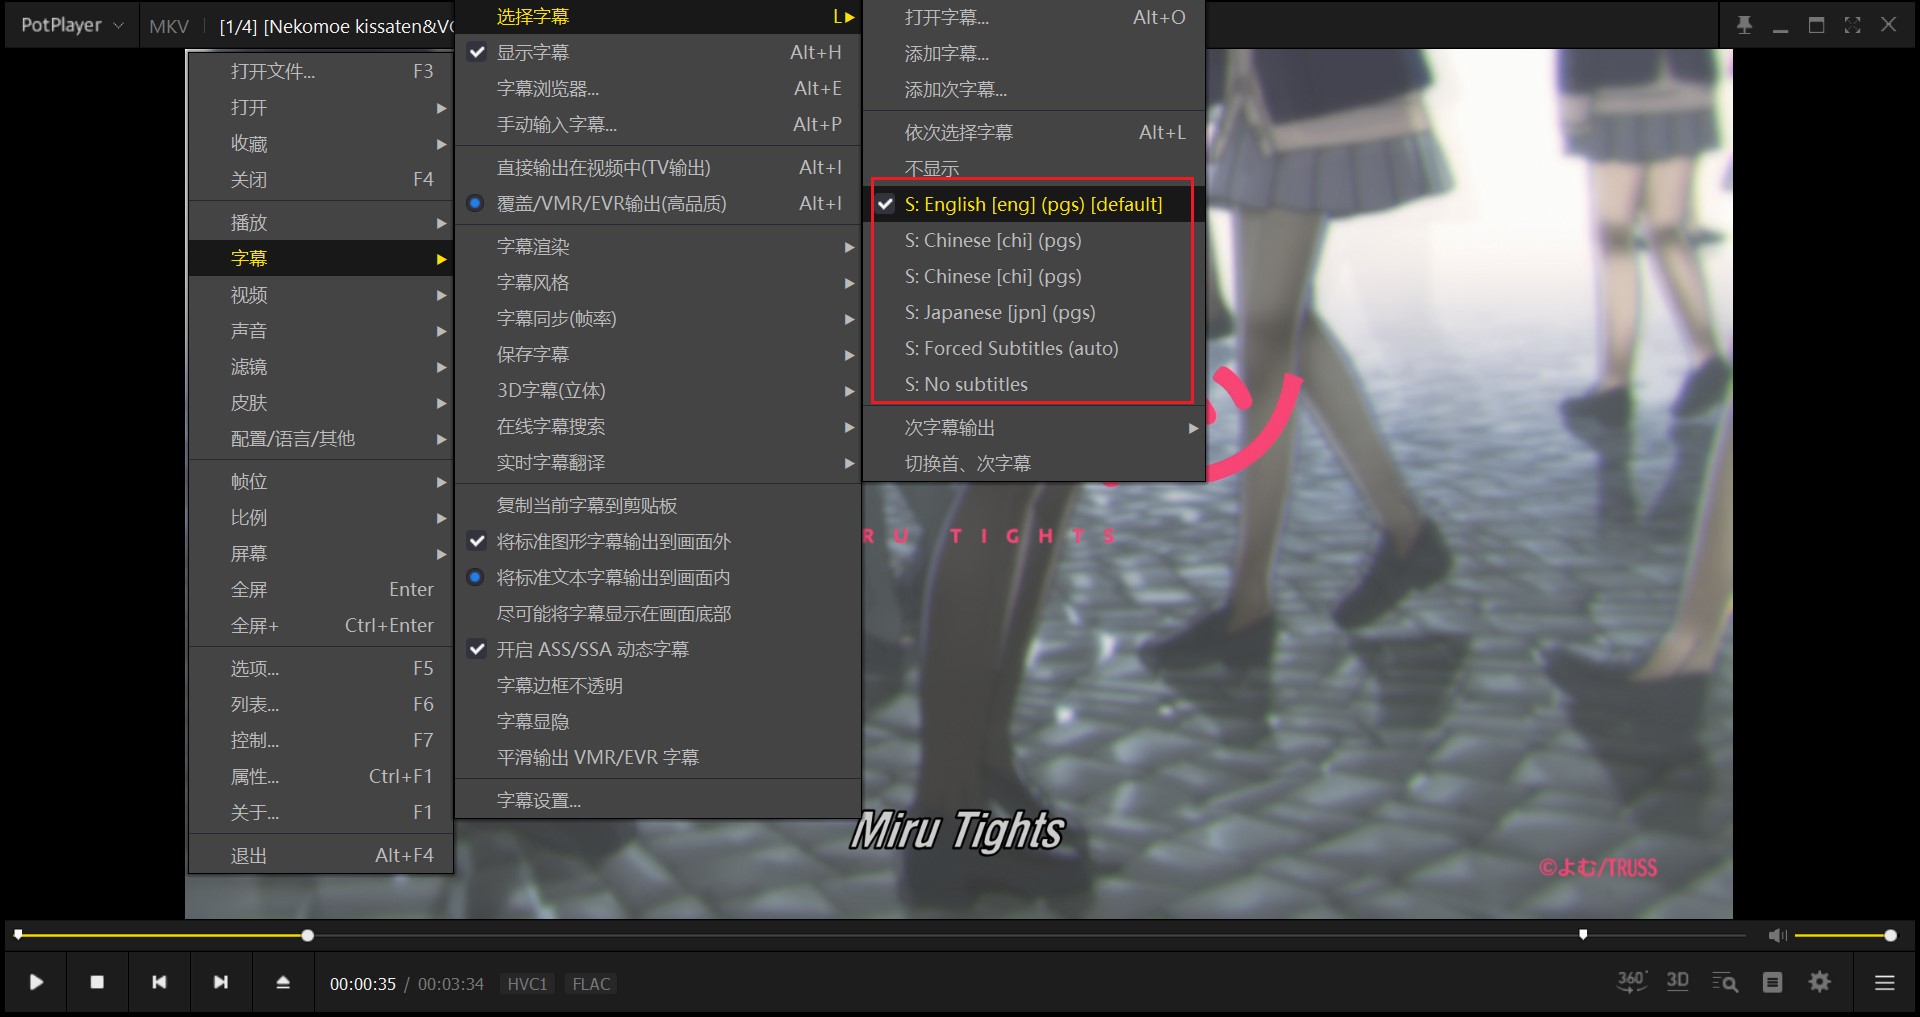 PotPlayer
MKV
[1/4] [Nekomoe kissaten&VC
打开文件... F3
打开
收藏
关闭 F4
播放
字幕
视频
声音
滤镜
皮肤
配置/语言/其他
帧位
比例
屏幕
全屏 Enter
全屏+ Ctrl+Enter
选项... F5
列表... F6
控制... F7
属性... Ctrl+F1
关于... F1
退出 Alt+F4
选择字幕 L
显示字幕 Alt+H
字幕浏览器... Alt+E
手动输入字幕... Alt+P
直接输出在视频中(TV输出) Alt+I
覆盖/VMR/EVR输出(高品质) Alt+I
字幕渲染
字幕风格
字幕同步(帧率)
保存字幕
3D字幕(立体)
在线字幕搜索
实时字幕翻译
复制当前字幕到剪贴板
将标准图形字幕输出到画面外
将标准文本字幕输出到画面内
尽可能将字幕显示在画面底部
开启 ASS/SSA 动态字幕
字幕边框不透明
字幕显隐
平滑输出 VMR/EVR 字幕
字幕设置...
打开字幕... Alt+O
添加字幕...
添加次字幕...
依次选择字幕 Alt+L
不显示
S: English [eng] (pgs) [default]
S: Chinese [chi] (pgs)
S: Chinese [chi] (pgs)
S: Japanese [jpn] (pgs)
S: Forced Subtitles (auto)
S: No subtitles
次字幕输出
切换首、次字幕
ツ
RU TIGHTS
Miru Tights
©よむ/TRUSS
00:00:35 / 00:03:34 HVC1 FLAC
360° 3D